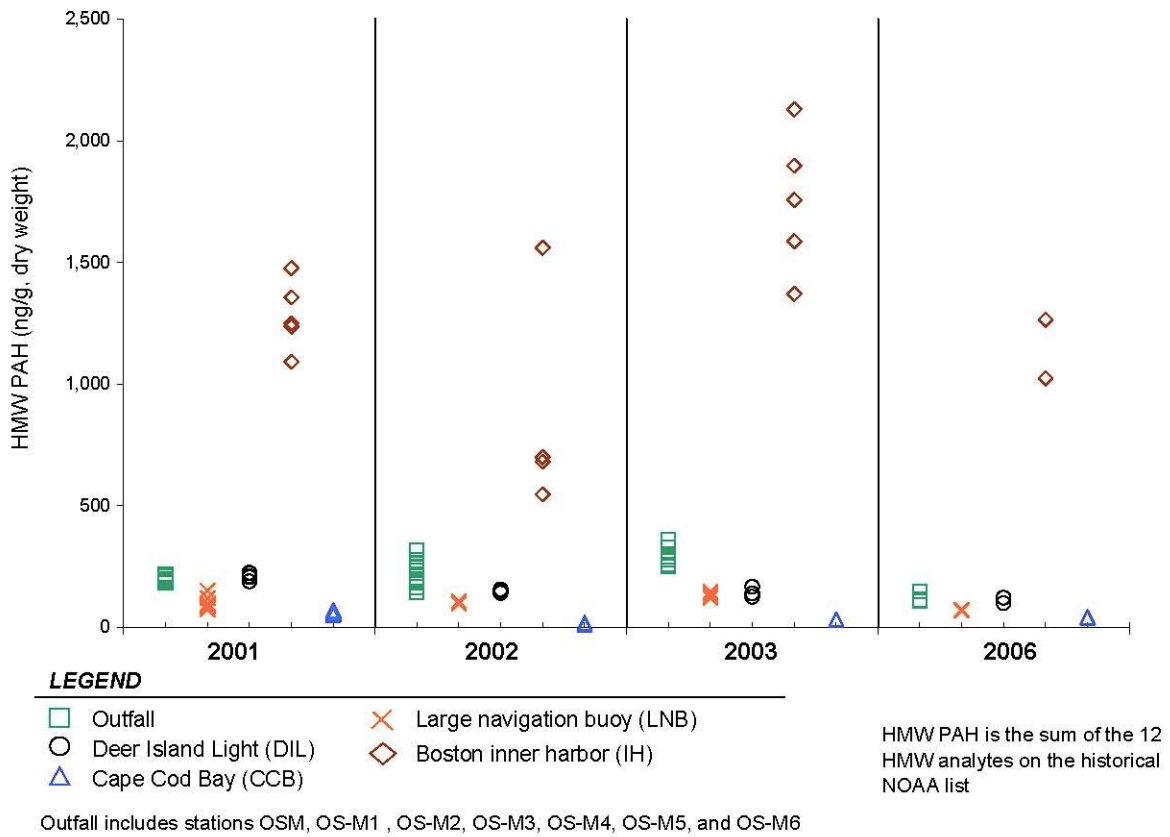 2,500
2,000
1,500
1,000
500
0
HMW PAH (ng/g, dry weight)
2001 2002 2003 2006
LEGEND
Outfall
Deer Island Light (DIL)
Cape Cod Bay (CCB)
Large navigation buoy (LNB)
Boston inner harbor (IH)
HMW PAH is the sum of the 12
HMW analytes on the historical
NOAA list
Outfall includes stations OSM, OS-M1 , OS-M2, OS-M3, OS-M4, OS-M5, and OS-M6